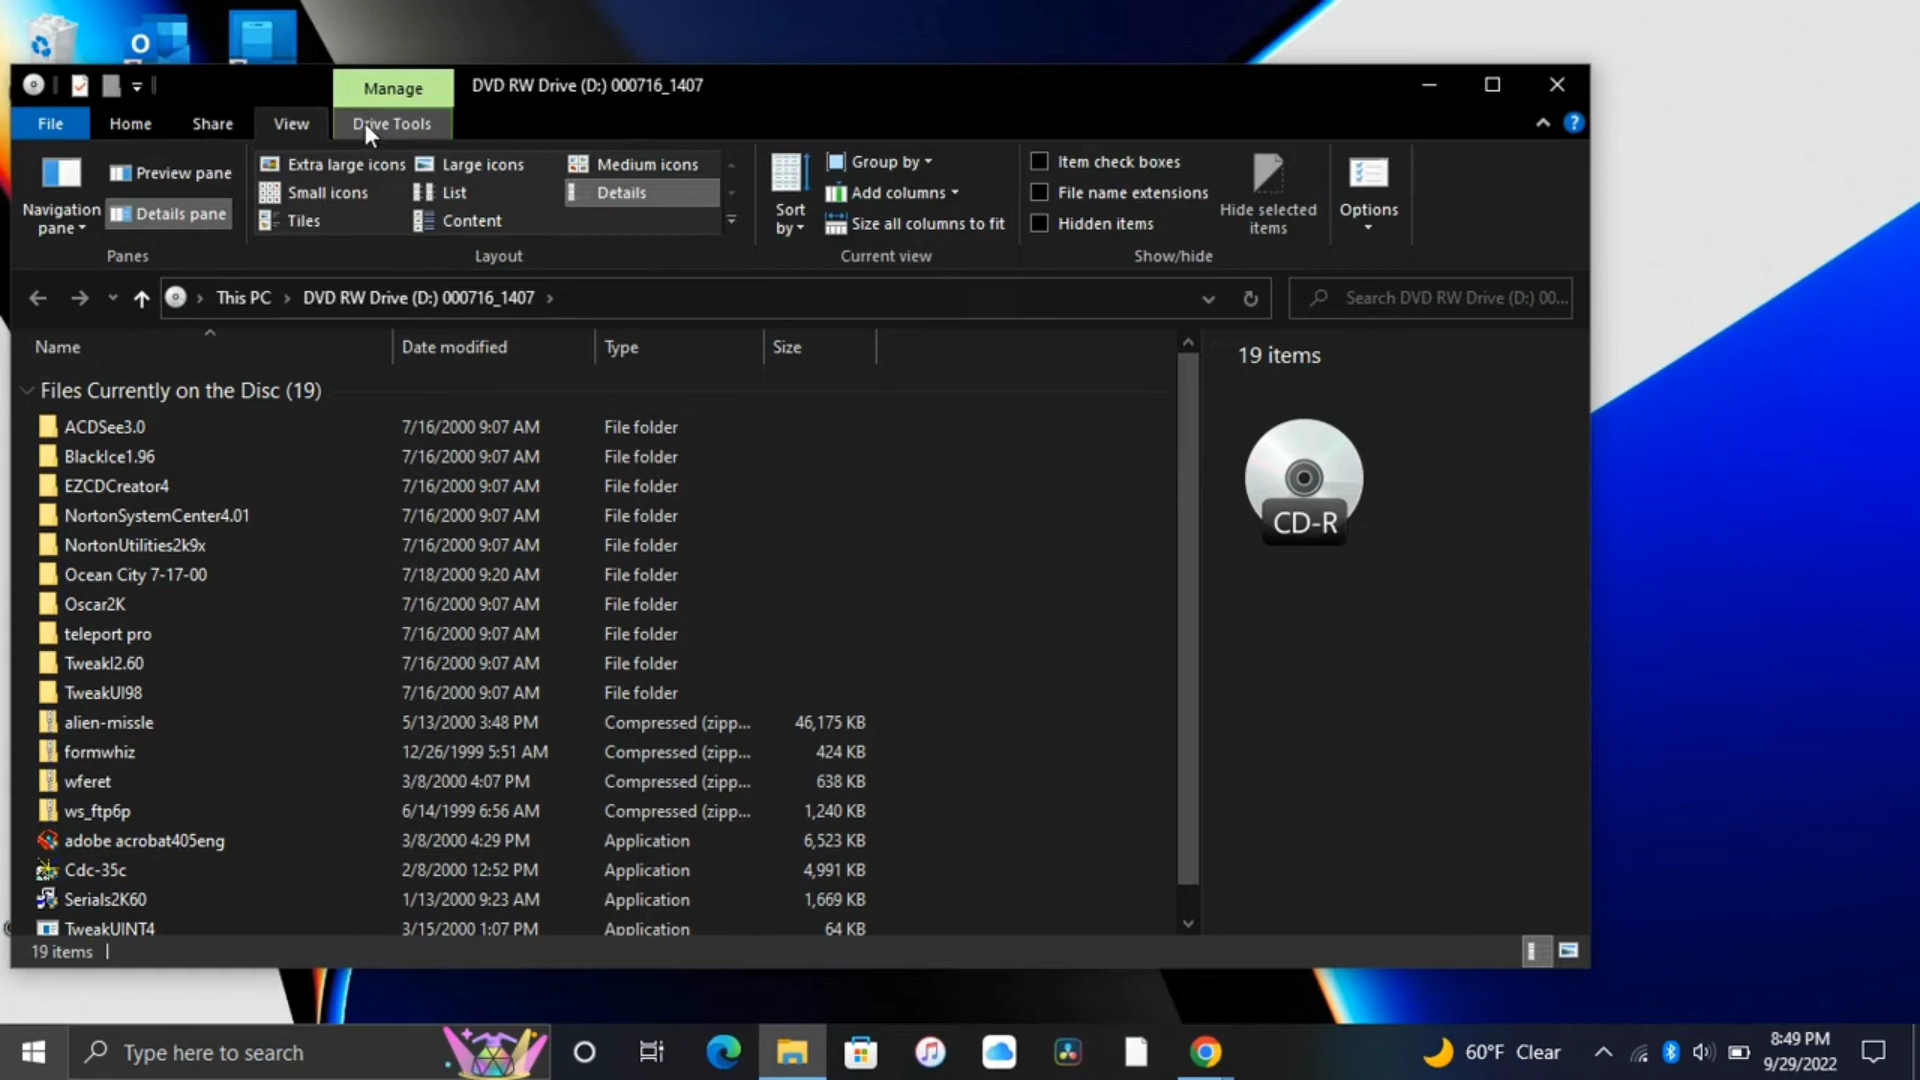 Manage
DVD RW Drive (D:) 000716_1407
File Home Share View Drive Tools
Navigation pane
Preview pane
Details pane
Panes
Extra large icons Large icons Medium icons
Small icons List Details
Tiles Content
Layout
Sort by
Group by
Add columns
Size all columns to fit
Current view
Item check boxes
File name extensions
Hidden items
Hide selected items
Show/hide
Options
This PC › DVD RW Drive (D:) 000716_1407 ›
Search DVD RW Drive (D:) 00...
Name Date modified Type Size
Files Currently on the Disc (19)
ACDSee3.0 7/16/2000 9:07 AM File folder
BlackIce1.96 7/16/2000 9:07 AM File folder
EZCDCreator4 7/16/2000 9:07 AM File folder
NortonSystemCenter4.01 7/16/2000 9:07 AM File folder
NortonUtilities2k9x 7/16/2000 9:07 AM File folder
Ocean City 7-17-00 7/18/2000 9:20 AM File folder
Oscar2K 7/16/2000 9:07 AM File folder
teleport pro 7/16/2000 9:07 AM File folder
TweakI2.60 7/16/2000 9:07 AM File folder
TweakUI98 7/16/2000 9:07 AM File folder
alien-missle 5/13/2000 3:48 PM Compressed (zipp... 46,175 KB
formwhiz 12/26/1999 5:51 AM Compressed (zipp... 424 KB
wferet 3/8/2000 4:07 PM Compressed (zipp... 638 KB
ws_ftp6p 6/14/1999 6:56 AM Compressed (zipp... 1,240 KB
adobe acrobat405eng 3/8/2000 4:29 PM Application 6,523 KB
Cdc-35c 2/8/2000 12:52 PM Application 4,991 KB
Serials2K60 1/13/2000 9:23 AM Application 1,669 KB
TweakUINT4 3/15/2000 1:07 PM Application 64 KB
19 items
CD-R
19 items
Type here to search
60°F Clear
8:49 PM
9/29/2022